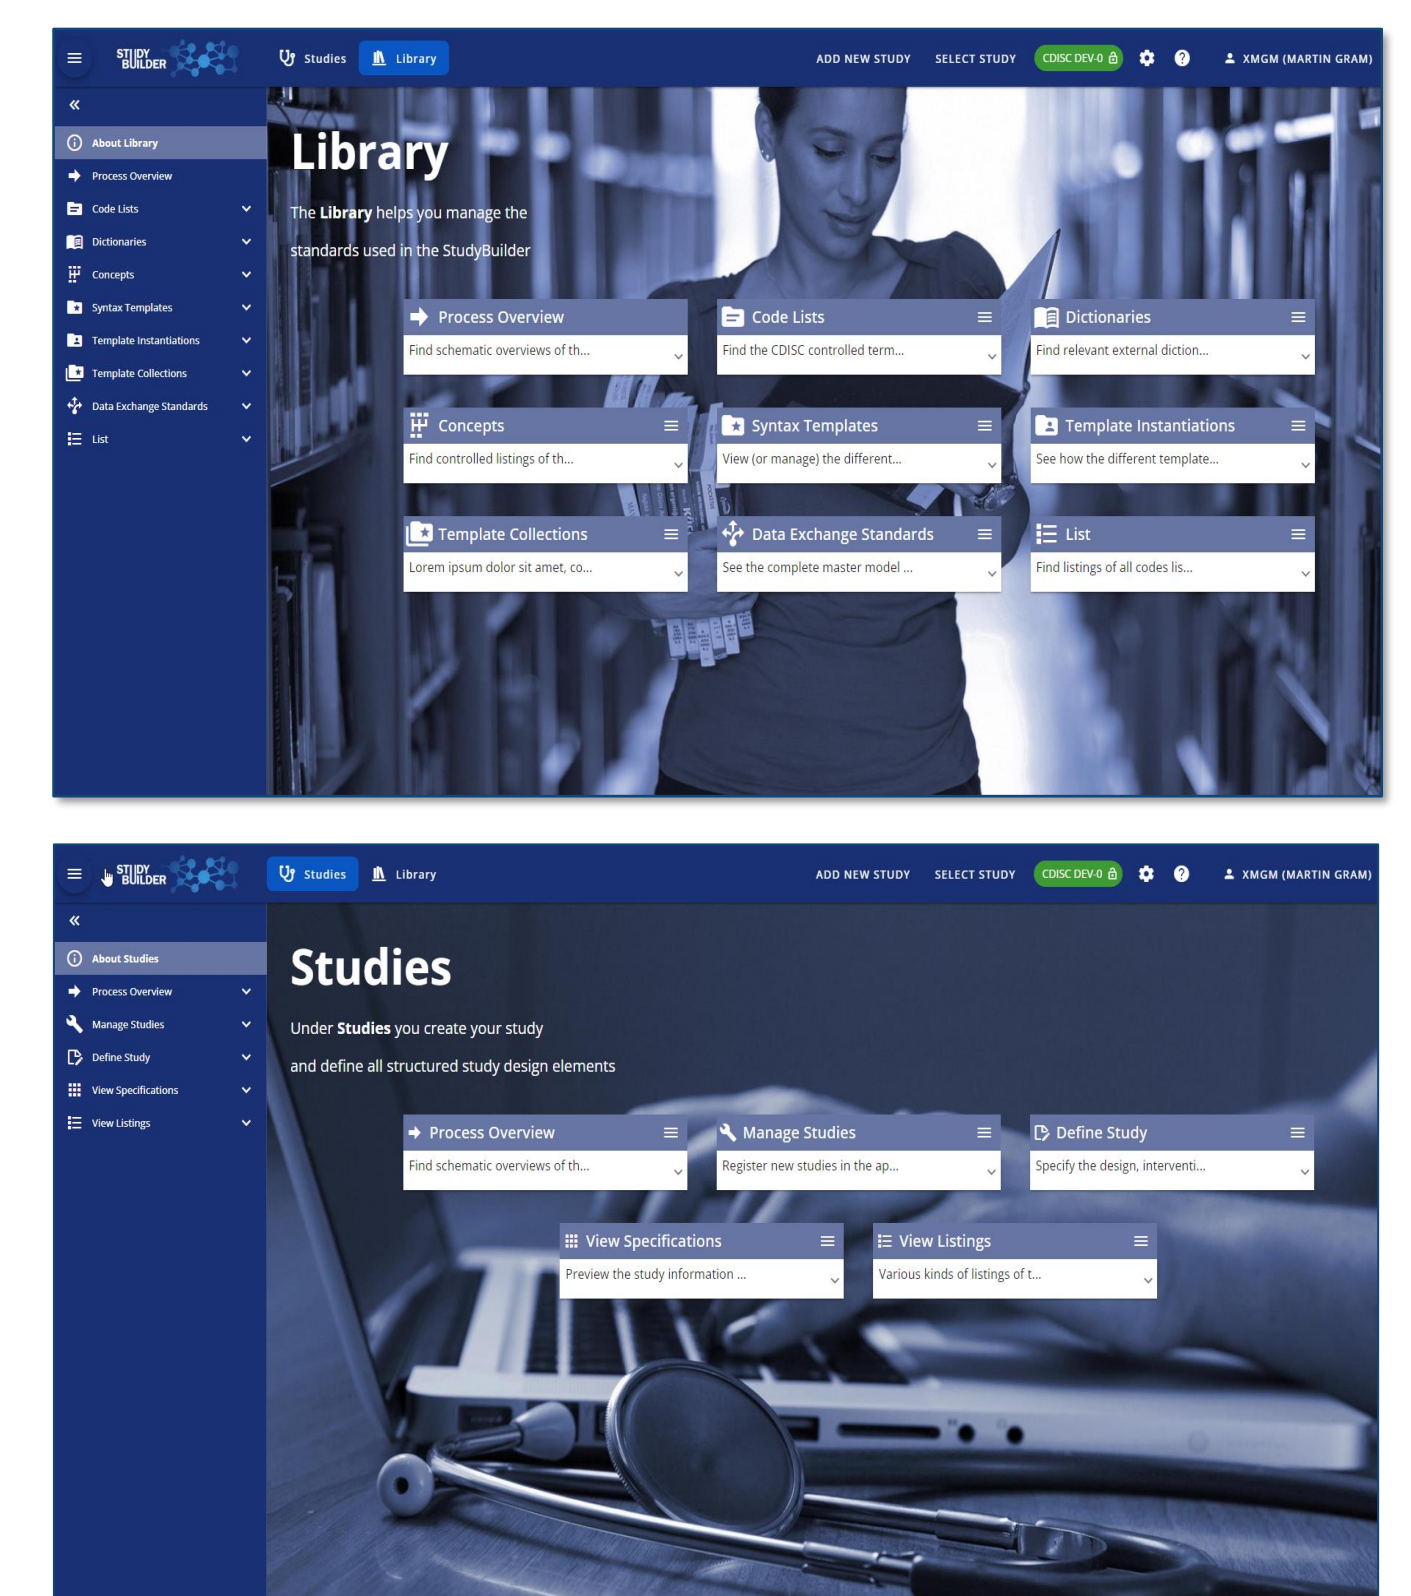 STUDY BUILDER Studies Library ADD NEW STUDY SELECT STUDY CDISC DEV-0 XMGM (MARTIN GRAM)
About Library
Process Overview
Code Lists
Dictionaries
Concepts
Syntax Templates
Template Instantiations
Template Collections
Data Exchange Standards
List
Library
The Library helps you manage the
standards used in the StudyBuilder
Process Overview
Find schematic overviews of th...
Code Lists
Find the CDISC controlled term...
Dictionaries
Find relevant external diction...
Concepts
Find controlled listings of th...
Syntax Templates
View (or manage) the different...
Template Instantiations
See how the different template...
Template Collections
Lorem ipsum dolor sit amet, co...
Data Exchange Standards
See the complete master model ...
List
Find listings of all codes lis...
STUDY BUILDER Studies Library ADD NEW STUDY SELECT STUDY CDISC DEV-0 XMGM (MARTIN GRAM)
About Studies
Process Overview
Manage Studies
Define Study
View Specifications
View Listings
Studies
Under Studies you create your study
and define all structured study design elements
Process Overview
Find schematic overviews of th...
Manage Studies
Register new studies in the ap...
Define Study
Specify the design, interventi...
View Specifications
Preview the study information ...
View Listings
Various kinds of listings of t...